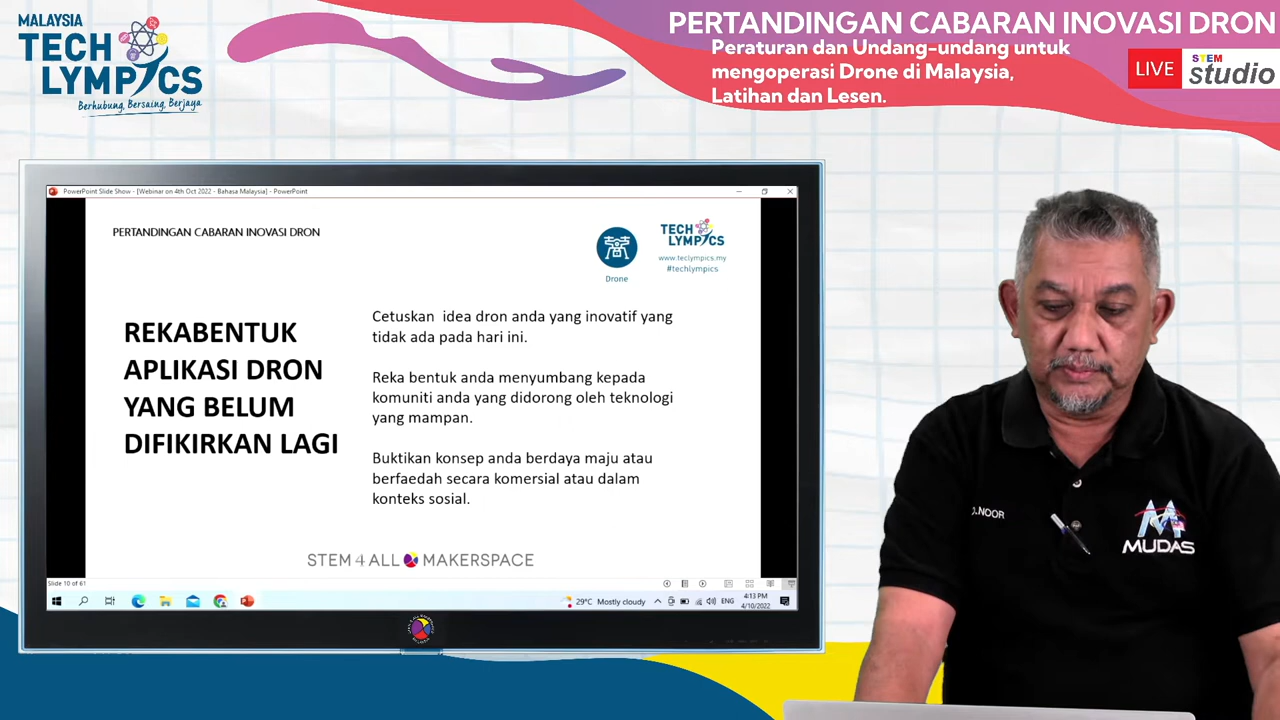 MALAYSIA
TECH
LYMPICS
Berhubung, Bersaing, Berjaya
PERTANDINGAN CABARAN INOVASI DRON
Peraturan dan Undang-undang untuk
mengoperasi Drone di Malaysia,
Latihan dan Lesen.
LIVE
STEM
studio
PowerPoint Slide Show - [Webinar on 4th Oct 2022 - Bahasa Malaysia] - PowerPoint
PERTANDINGAN CABARAN INOVASI DRON
Drone
TECH
LYMPICS
www.teclympics.my
#techlympics
REKABENTUK
APLIKASI DRON
YANG BELUM
DIFIKIRKAN LAGI
Cetuskan idea dron anda yang inovatif yang
tidak ada pada hari ini.
Reka bentuk anda menyumbang kepada
komuniti anda yang didorong oleh teknologi
yang mampan.
Buktikan konsep anda berdaya maju atau
berfaedah secara komersial atau dalam
konteks sosial.
STEM 4 ALL MAKERSPACE
Slide 10 of 61
29°C Mostly cloudy
ENG
4:13 PM
4/10/2022
D.NOOR
MUDAS